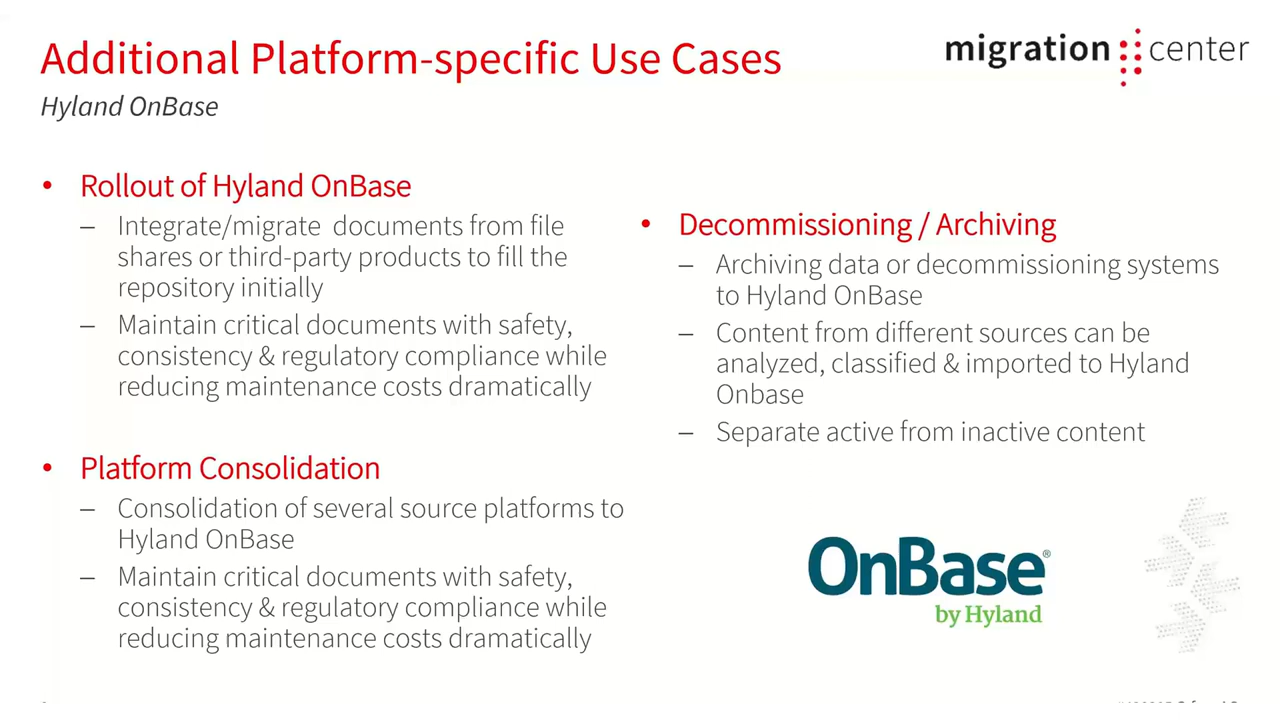 Additional Platform-specific Use Cases
migration center
Hyland OnBase
• Rollout of Hyland OnBase
– Integrate/migrate documents from file
shares or third-party products to fill the
repository initially
– Maintain critical documents with safety,
consistency & regulatory compliance while
reducing maintenance costs dramatically
• Platform Consolidation
– Consolidation of several source platforms to
Hyland OnBase
– Maintain critical documents with safety,
consistency & regulatory compliance while
reducing maintenance costs dramatically
• Decommissioning / Archiving
– Archiving data or decommissioning systems
to Hyland OnBase
– Content from different sources can be
analyzed, classified & imported to Hyland
Onbase
– Separate active from inactive content
OnBase®
by Hyland